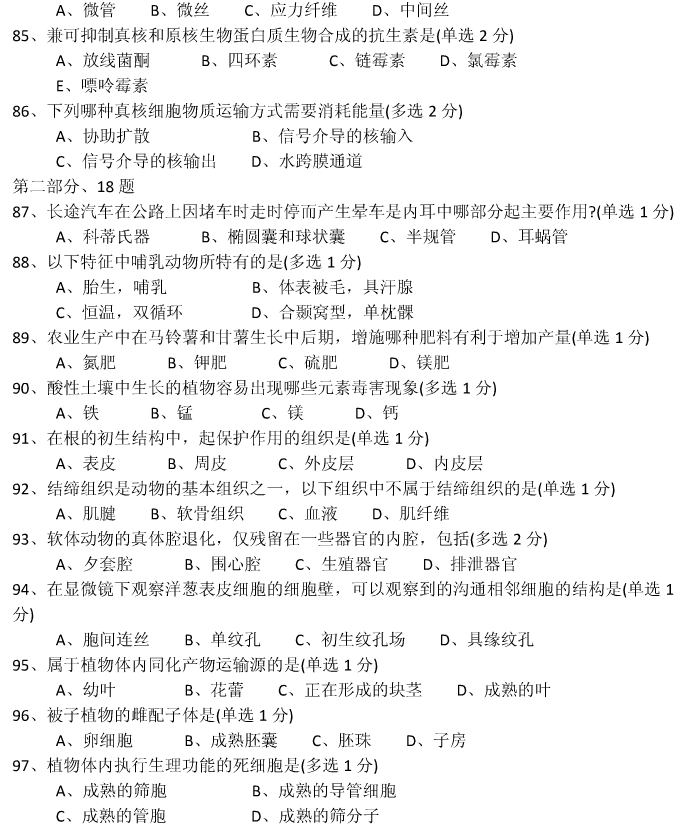 A、微管 B、微丝 C、应力纤维 D、中间丝
85、兼可抑制真核和原核生物蛋白质生物合成的抗生素是(单选 2 分)
A、放线菌酮 B、四环素 C、链霉素 D、氯霉素
E、嘌呤霉素
86、下列哪种真核细胞物质运输方式需要消耗能量(多选 2 分)
A、协助扩散 B、信号介导的核输入
C、信号介导的核输出 D、水跨膜通道
第二部分、18 题
87、长途汽车在公路上因堵车时走时停而产生晕车是内耳中哪部分起主要作用?(单选 1 分)
A、科蒂氏器 B、椭圆囊和球状囊 C、半规管 D、耳蜗管
88、以下特征中哺乳动物所特有的是(多选 1 分)
A、胎生，哺乳 B、体表被毛，具汗腺
C、恒温，双循环 D、合颞窝型，单枕髁
89、农业生产中在马铃薯和甘薯生长中后期，增施哪种肥料有利于增加产量(单选 1 分)
A、氮肥 B、钾肥 C、硫肥 D、镁肥
90、酸性土壤中生长的植物容易出现哪些元素毒害现象(多选 1 分)
A、铁 B、锰 C、镁 D、钙
91、在根的初生结构中，起保护作用的组织是(单选 1 分)
A、表皮 B、周皮 C、外皮层 D、内皮层
92、结缔组织是动物的基本组织之一，以下组织中不属于结缔组织的是(单选 1 分)
A、肌腱 B、软骨组织 C、血液 D、肌纤维
93、软体动物的真体腔退化，仅残留在一些器官的内腔，包括(多选 2 分)
A、外套腔 B、围心腔 C、生殖器官 D、排泄器官
94、在显微镜下观察洋葱表皮细胞的细胞壁，可以观察到的沟通相邻细胞的结构是(单选 1
分)
A、胞间连丝 B、单纹孔 C、初生纹孔场 D、具缘纹孔
95、属于植物体内同化产物运输源的是(单选 1 分)
A、幼叶 B、花蕾 C、正在形成的块茎 D、成熟的叶
96、被子植物的雌配子体是(单选 1 分)
A、卵细胞 B、成熟胚囊 C、胚珠 D、子房
97、植物体内执行生理功能的死细胞是(多选 1 分)
A、成熟的筛胞 B、成熟的导管细胞
C、成熟的管胞 D、成熟的筛分子